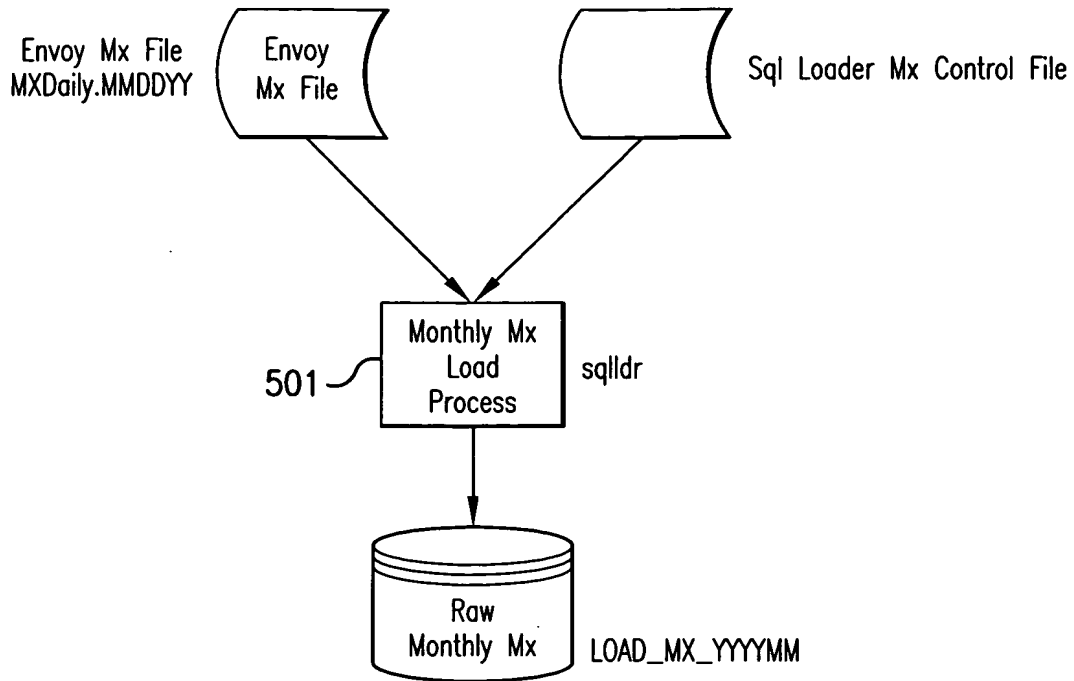 Envoy Mx File
MXDaily.MMDDYY
Envoy
Mx File
Sql Loader Mx Control File
Monthly Mx
Load
Process
501
sqlldr
Raw
Monthly Mx
LOAD_MX_YYYYMM